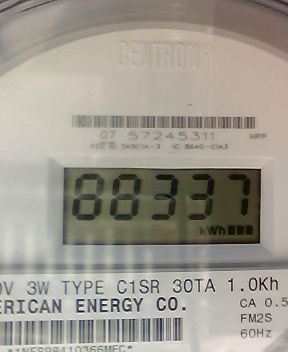 CENTRON®
07 57245311
88337
kWh
0V 3W TYPE C1SR 30TA 1.0Kh
ERICAN ENERGY CO.
CA 0.5
FM2S
60Hz